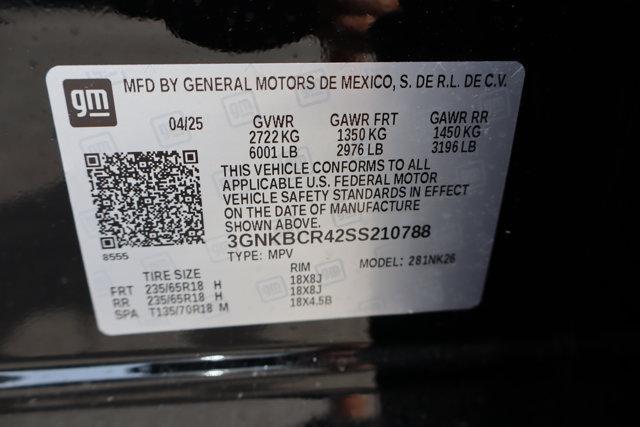 gm
MFD BY GENERAL MOTORS DE MEXICO, S. DE R.L. DE C.V.
04/25 GVWR GAWR FRT GAWR RR
2722 KG 1350 KG 1450 KG
6001 LB 2976 LB 3196 LB
THIS VEHICLE CONFORMS TO ALL
APPLICABLE U.S. FEDERAL MOTOR
VEHICLE SAFETY STANDARDS IN EFFECT
ON THE DATE OF MANUFACTURE
SHOWN ABOVE.
8555
3GNKBCR42SS210788
TYPE: MPV MODEL: 281NK26
TIRE SIZE RIM
FRT 235/65R18 H 18X8J
RR 235/65R18 H 18X8J
SPA T135/70R18 M 18X4.5B